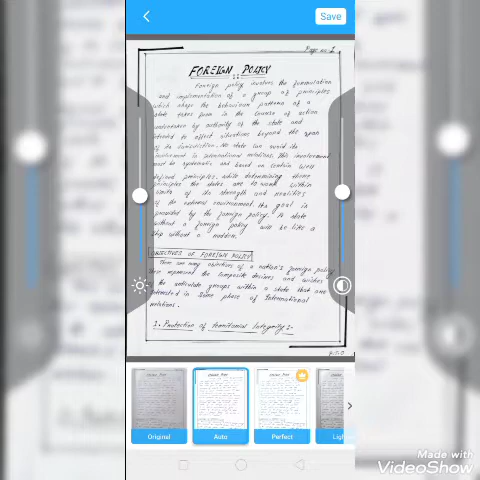 Save
Page no. 1
FOREIGN POLICY
Foreign policy involves the formulation
and implementation of a group of principles
which shape the behaviour patterns of a
state takes form in the course of action
undertaken by authority of the state and
intended to affect situations beyond the span
of its jurisdiction. No state can avoid its
involvement in international relations. This involvement
must be systematic and based on certain well
defined principles. While determining these
principles the states are to work within
limits of its strength and realities
of the external environment. The goal is
provided by the foreign policy. A state
without a foreign policy will be like a
ship without a
OBJECTIVES OF FOREIGN POLICY
There are many objectives of a nation's foreign policy
represent the composite desires and wishes
the articulate groups within a state that are
interested in some phase of International
relations.
1. Protection of territorial integrity :-
P.T.O
Original
Auto
Perfect
Made with
VideoShow